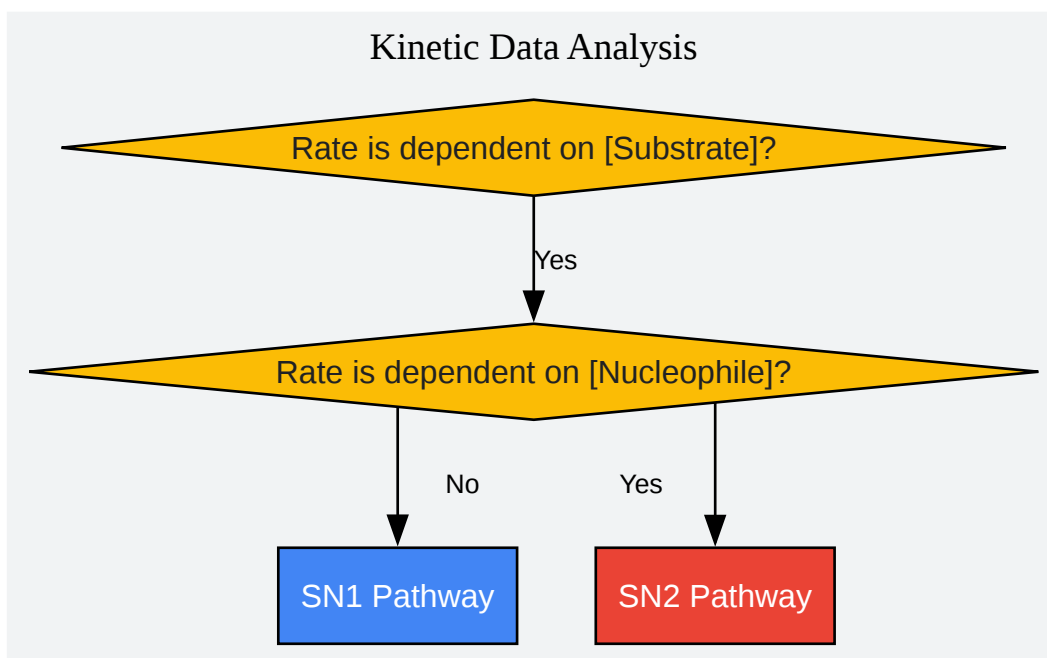 Kinetic Data Analysis
Rate is dependent on [Substrate]?
Yes
Rate is dependent on [Nucleophile]?
No
Yes
SN1 Pathway
SN2 Pathway